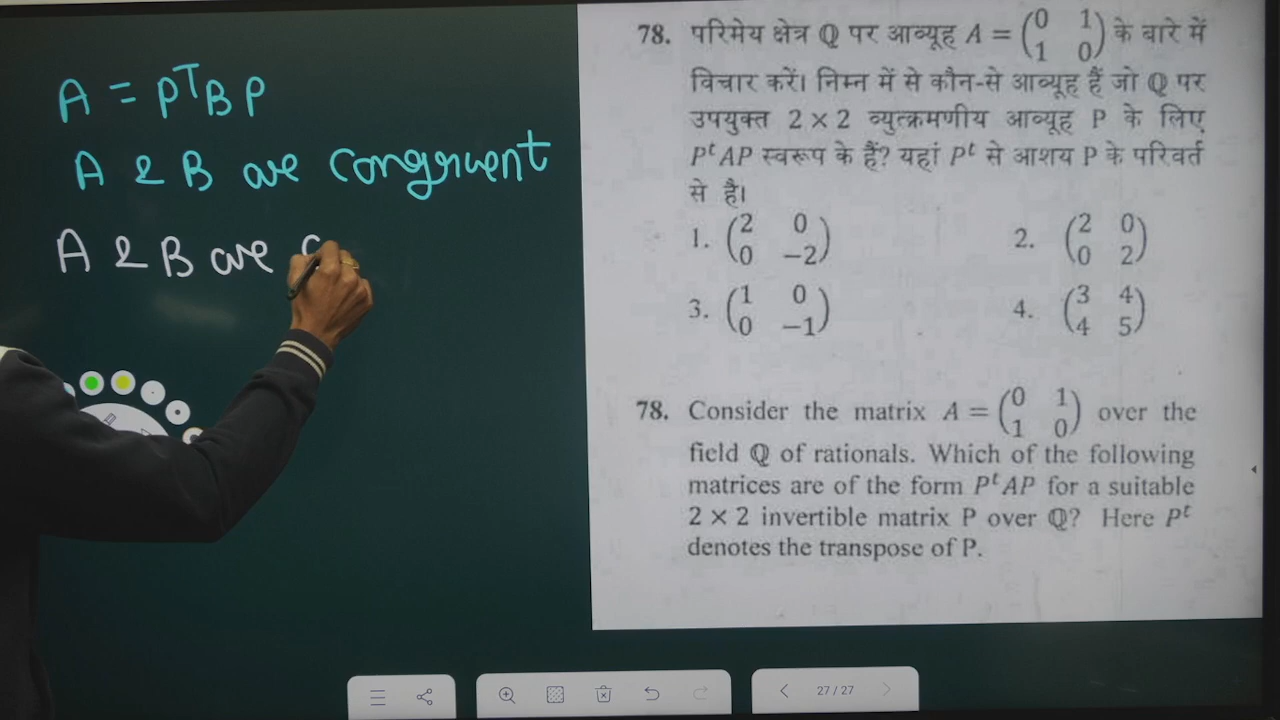 A = PᵀBP
A & B are congruent
A & B are
78. परिमेय क्षेत्र ℚ पर आव्यूह A = (0 1; 1 0) के बारे में
विचार करें। निम्न में से कौन-से आव्यूह हैं जो ℚ पर
उपयुक्त 2 × 2 व्युत्क्रमणीय आव्यूह P के लिए
PᵗAP स्वरूप के हैं? यहां Pᵗ से आशय P के परिवर्त
से है।
1. (2 0; 0 −2) 2. (2 0; 0 2)
3. (1 0; 0 −1) 4. (3 4; 4 5)
78. Consider the matrix A = (0 1; 1 0) over the
field ℚ of rationals. Which of the following
matrices are of the form PᵗAP for a suitable
2 × 2 invertible matrix P over ℚ? Here Pᵗ
denotes the transpose of P.
27/27